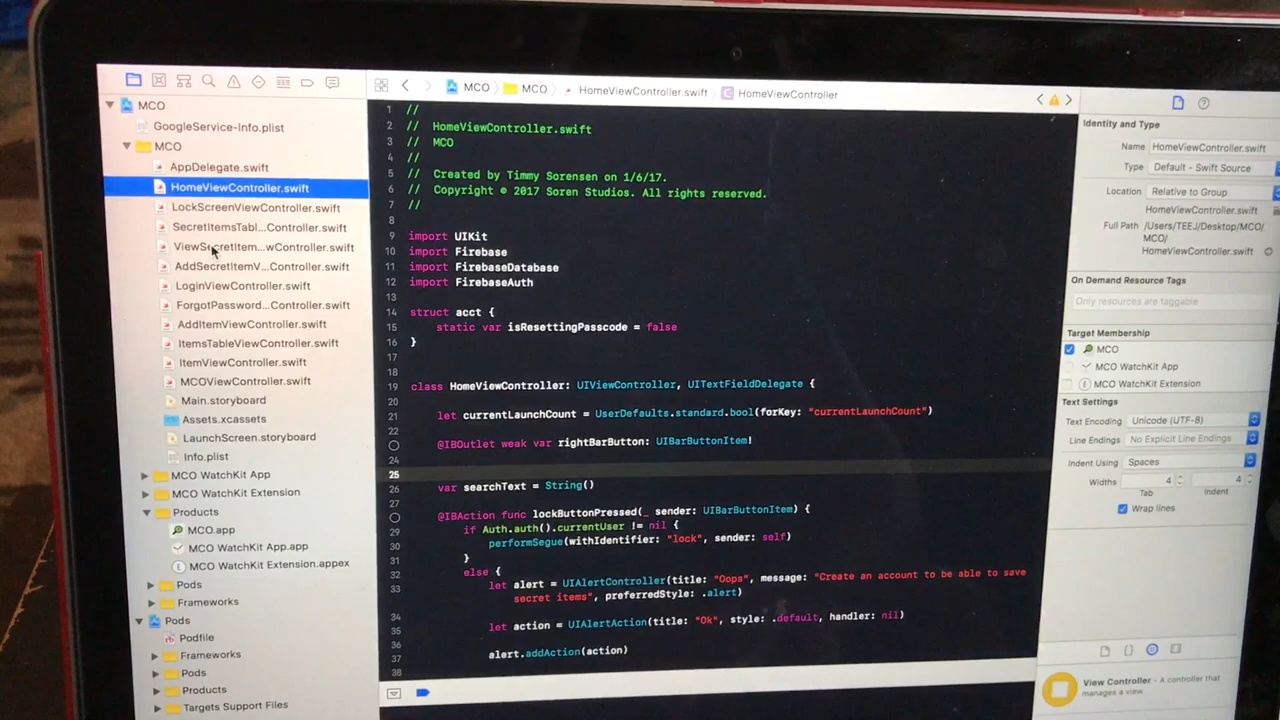 MCO
GoogleService-Info.plist
MCO
AppDelegate.swift
HomeViewController.swift
LockScreenViewController.swift
SecretItemsTabl...Controller.swift
ViewSecretItem...wController.swift
AddSecretItemV...Controller.swift
LoginViewController.swift
ForgotPassword...Controller.swift
AddItemViewController.swift
ItemsTableViewController.swift
ItemViewController.swift
MCOViewController.swift
Main.storyboard
Assets.xcassets
LaunchScreen.storyboard
Info.plist
MCO WatchKit App
MCO WatchKit Extension
Products
MCO.app
MCO WatchKit App.app
MCO WatchKit Extension.appex
Pods
Frameworks
Pods
Podfile
Frameworks
Pods
Products
Targets Support Files
MCO MCO HomeViewController.swift C HomeViewController
1 //
2 // HomeViewController.swift
3 // MCO
4 //
5 // Created by Timmy Sorensen on 1/6/17.
6 // Copyright © 2017 Soren Studios. All rights reserved.
7 //
8
9 import UIKit
10 import Firebase
11 import FirebaseDatabase
12 import FirebaseAuth
13
14 struct acct {
15 static var isResettingPasscode = false
16 }
17
18
19 class HomeViewController: UIViewController, UITextFieldDelegate {
20
21 let currentLaunchCount = UserDefaults.standard.bool(forKey: "currentLaunchCount")
22
@IBOutlet weak var rightBarButton: UIBarButtonItem!
24
25
26 var searchText = String()
27
@IBAction func lockButtonPressed(_ sender: UIBarButtonItem) {
29 if Auth.auth().currentUser != nil {
30 performSegue(withIdentifier: "lock", sender: self)
31 }
32 else {
33 let alert = UIAlertController(title: "Oops", message: "Create an account to be able to save
secret items", preferredStyle: .alert)
34
35 let action = UIAlertAction(title: "Ok", style: .default, handler: nil)
36
37 alert.addAction(action)
38
Identity and Type
Name HomeViewController.swift
Type Default - Swift Source
Location Relative to Group
HomeViewController.swift
Full Path /Users/TEEJ/Desktop/MCO/
MCO/
HomeViewController.swift
On Demand Resource Tags
Only resources are taggable
Target Membership
MCO
MCO WatchKit App
E MCO WatchKit Extension
Text Settings
Text Encoding Unicode (UTF-8)
Line Endings No Explicit Line Endings
Indent Using Spaces
Widths 4 4
Tab Indent
Wrap lines
View Controller - A controller that
manages a view.